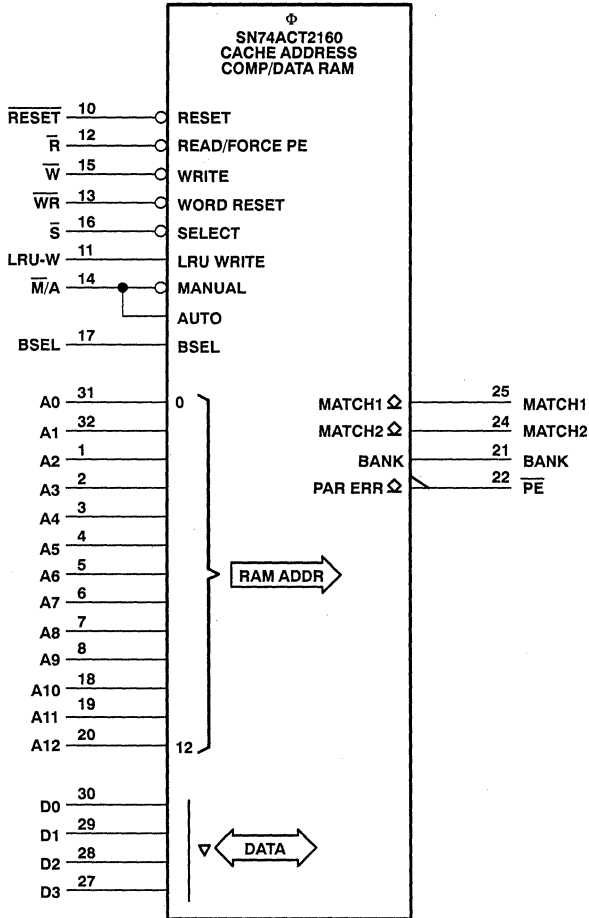 Φ
SN74ACT2160
CACHE ADDRESS
COMP/DATA RAM
R̅E̅S̅E̅T̅ 10 RESET
R̅ 12 READ/FORCE PE
W̅ 15 WRITE
W̅R̅ 13 WORD RESET
S̅ 16 SELECT
LRU-W 11 LRU WRITE
M̅/A 14 MANUAL
AUTO
BSEL 17 BSEL
A0 31 0 MATCH1 25 MATCH1
A1 32 MATCH2 24 MATCH2
A2 1 BANK 21 BANK
A3 2 PAR ERR 22 P̅E̅
A4 3
A5 4
A6 5 RAM ADDR
A7 6
A8 7
A9 8
A10 18
A11 19
A12 20 12
D0 30
D1 29
D2 28 DATA
D3 27